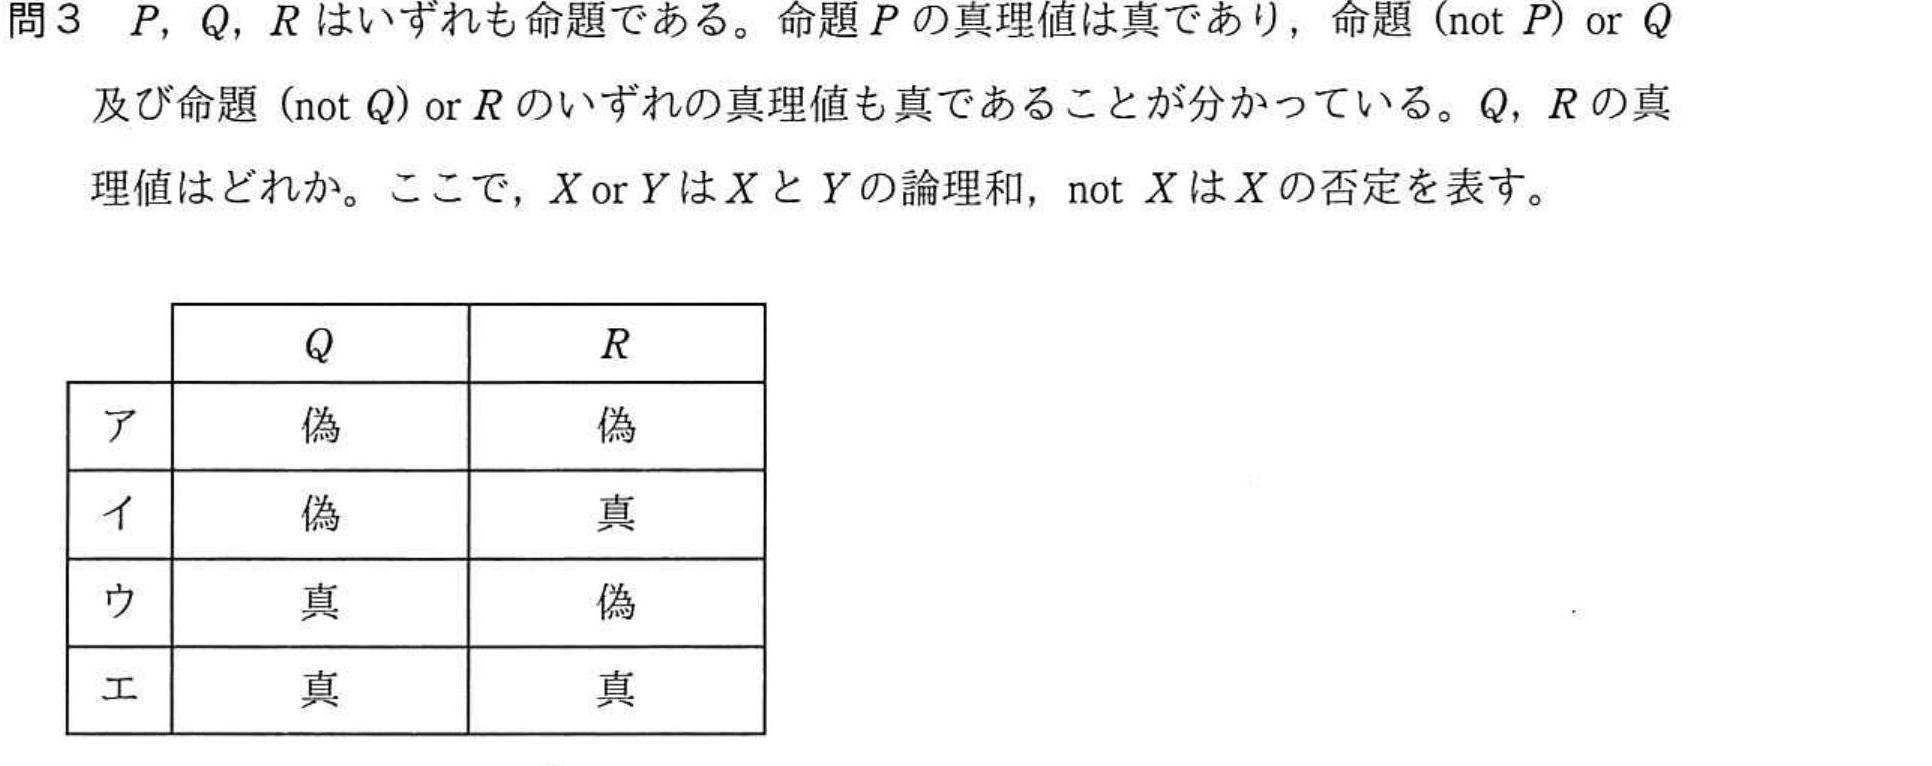 問3 P, Q, R はいずれも命題である。命題 P の真理値は真であり, 命題 (not P) or Q
及び命題 (not Q) or R のいずれの真理値も真であることが分かっている。Q, R の真
理値はどれか。ここで, X or Y は X と Y の論理和, not X は X の否定を表す。
Q R
ア 偽 偽
イ 偽 真
ウ 真 偽
エ 真 真